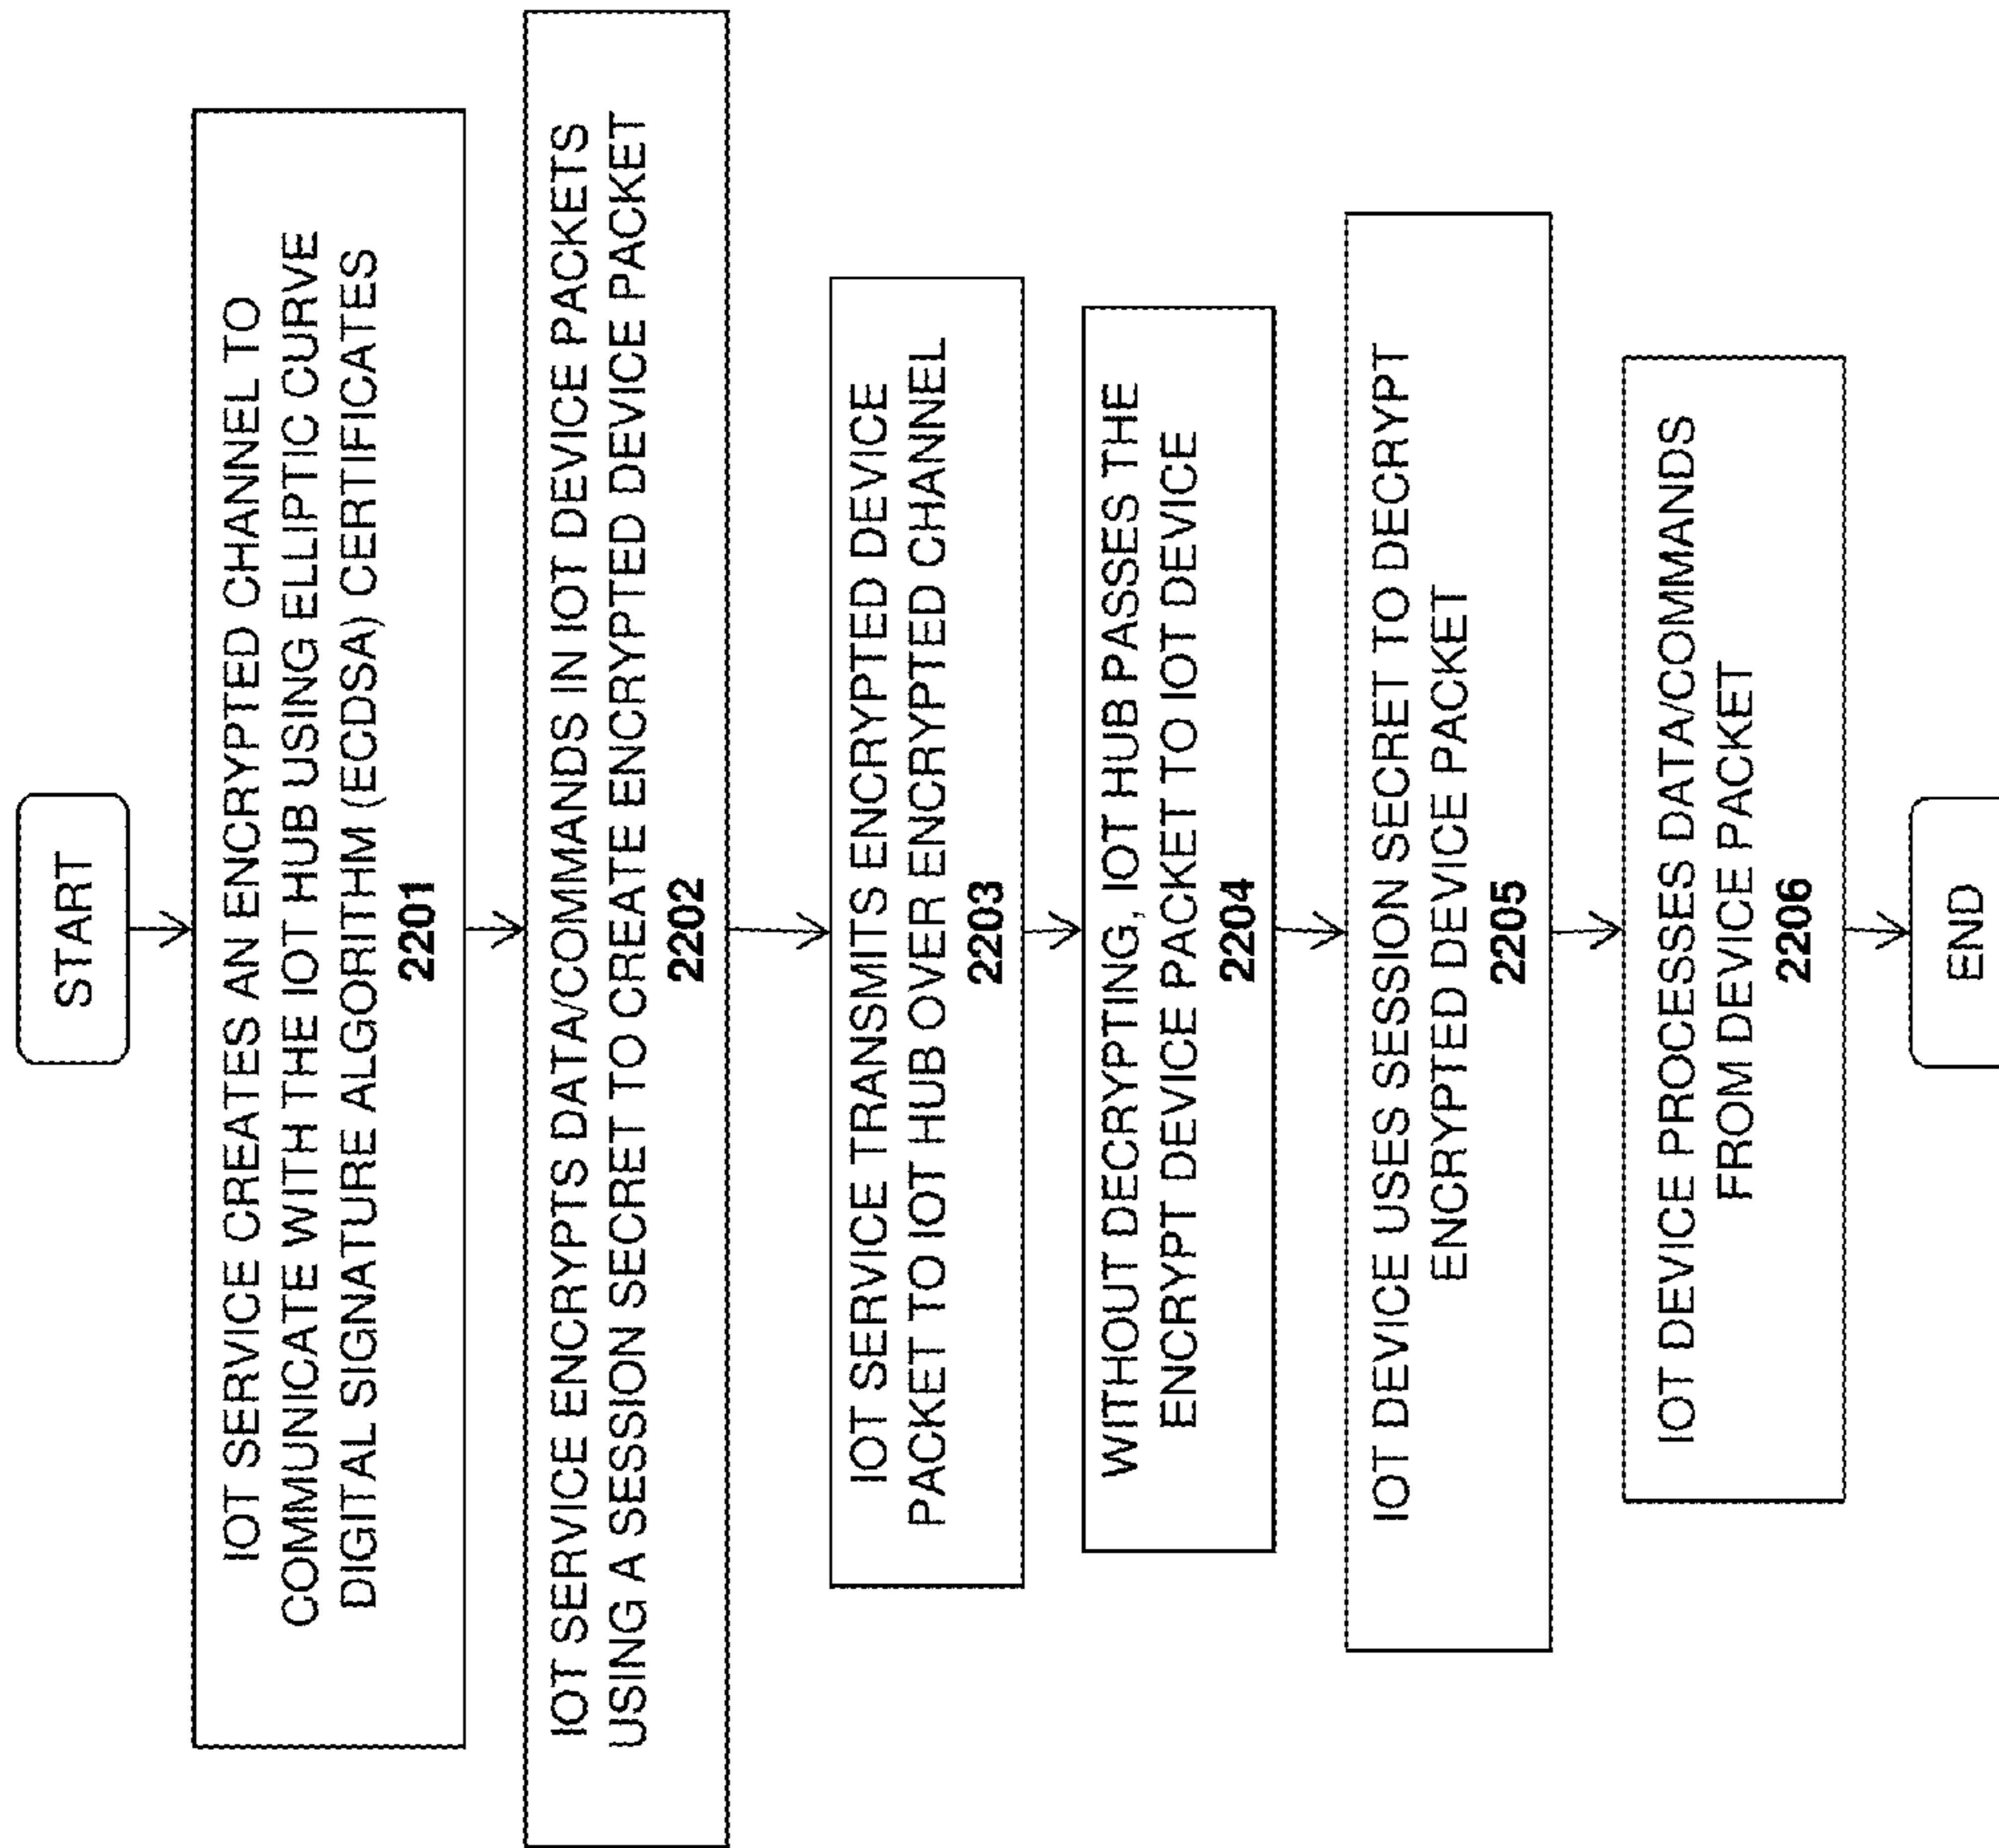 START
IOT SERVICE CREATES AN ENCRYPTED CHANNEL TO
COMMUNICATE WITH THE IOT HUB USING ELLIPTIC CURVE
DIGITAL SIGNATURE ALGORITHM (ECDSA) CERTIFICATES
2201
IOT SERVICE ENCRYPTS DATA/COMMANDS IN IOT DEVICE PACKETS
USING A SESSION SECRET TO CREATE ENCRYPTED DEVICE PACKET
2202
IOT SERVICE TRANSMITS ENCRYPTED DEVICE
PACKET TO IOT HUB OVER ENCRYPTED CHANNEL
2203
WITHOUT DECRYPTING, IOT HUB PASSES THE
ENCRYPT DEVICE PACKET TO IOT DEVICE
2204
IOT DEVICE USES SESSION SECRET TO DECRYPT
ENCRYPTED DEVICE PACKET
2205
IOT DEVICE PROCESSES DATA/COMMANDS
FROM DEVICE PACKET
2206
END